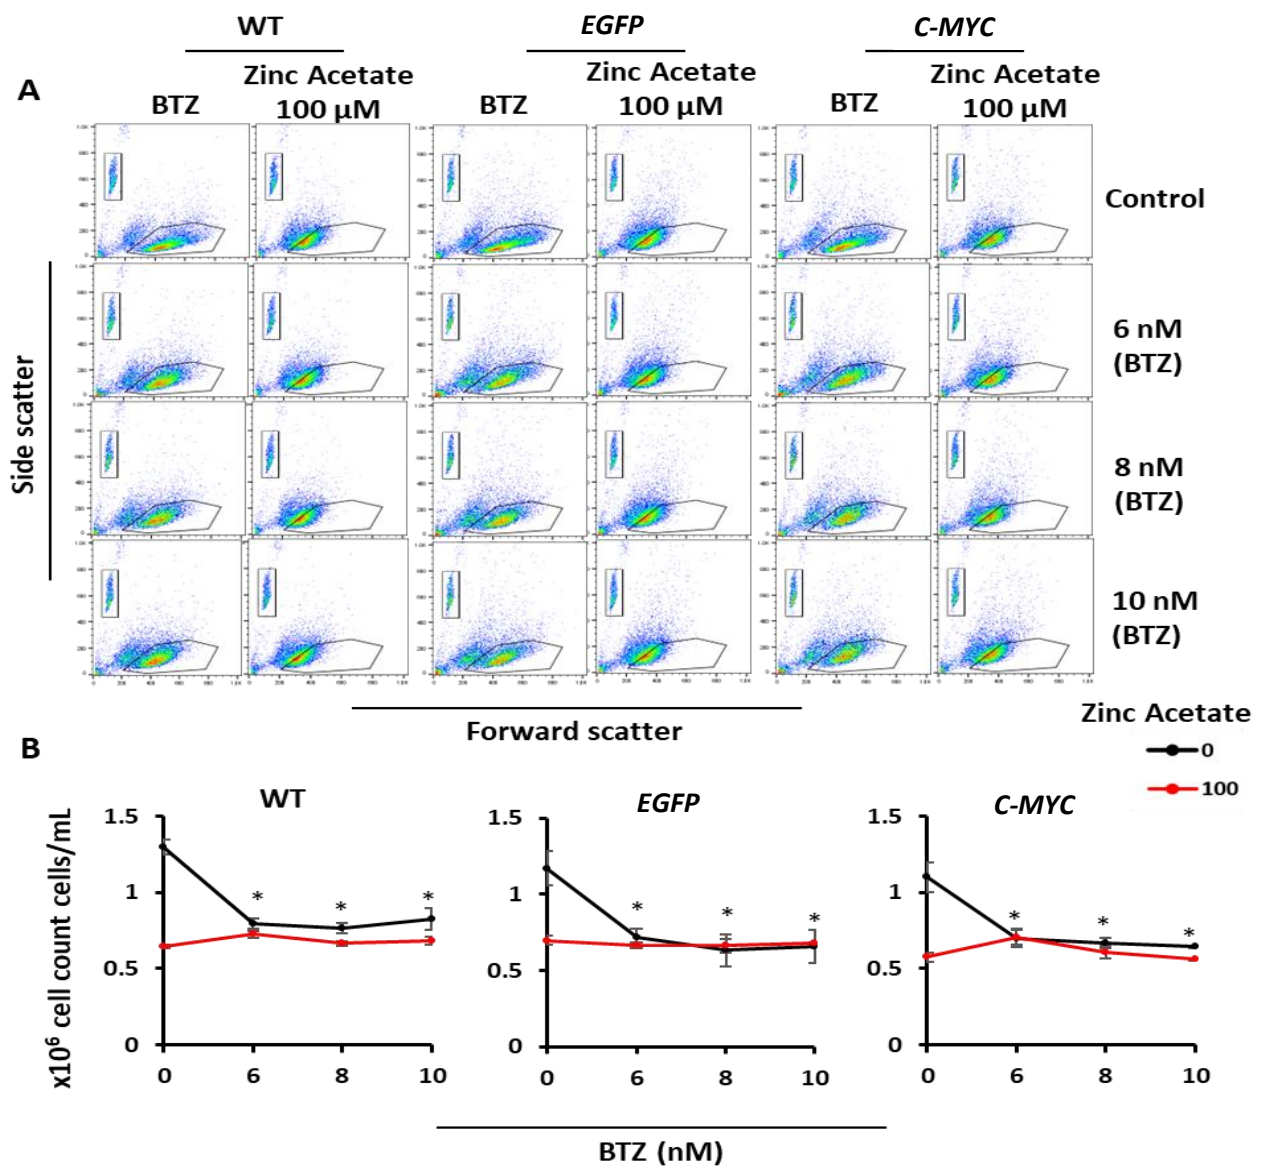 WT EGFP C-MYC
A
BTZ Zinc Acetate 100 µM BTZ Zinc Acetate 100 µM BTZ Zinc Acetate 100 µM
Control
6 nM
(BTZ)
8 nM
(BTZ)
10 nM
(BTZ)
Side scatter
Forward scatter
B
Zinc Acetate
0
100
WT EGFP C-MYC
x10⁶ cell count cells/mL
1.5 1.5 1.5
* * * * * * * * *
1 1 1
0.5 0.5 0.5
0 0 0
0 6 8 10 0 6 8 10 0 6 8 10
BTZ (nM)